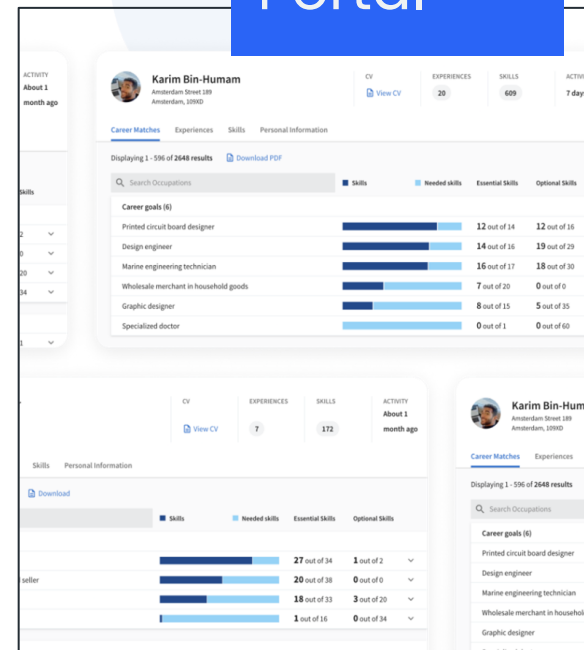 Portal
ACTIVITY
About 1
month ago
Skills
2
0
20
34
1
Karim Bin-Humam
Amsterdam Street 189
Amsterdam, 109XD
CV EXPERIENCES SKILLS
View CV 20 609 7 days
Career Matches Experiences Skills Personal Information
Displaying 1 - 596 of 2648 results Download PDF
Search Occupations Skills Needed skills Essential Skills Optional Skills
Career goals (6)
Printed circuit board designer 12 out of 14 12 out of 16
Design engineer 14 out of 16 19 out of 29
Marine engineering technician 16 out of 17 18 out of 30
Wholesale merchant in household goods 7 out of 20 0 out of 0
Graphic designer 8 out of 15 5 out of 35
Specialized doctor 0 out of 1 0 out of 60
CV EXPERIENCES SKILLS ACTIVITY
About 1
View CV 7 172 month ago
Skills Personal Information
Download
Skills Needed skills Essential Skills Optional Skills
27 out of 34 1 out of 2
seller 20 out of 38 0 out of 0
18 out of 33 3 out of 20
1 out of 16 0 out of 34
Karim Bin-Hum
Amsterdam Street 189
Amsterdam, 109XD
Career Matches Experiences
Displaying 1 - 596 of 2648 results
Search Occupations
Career goals (6)
Printed circuit board designer
Design engineer
Marine engineering technician
Wholesale merchant in househol
Graphic designer